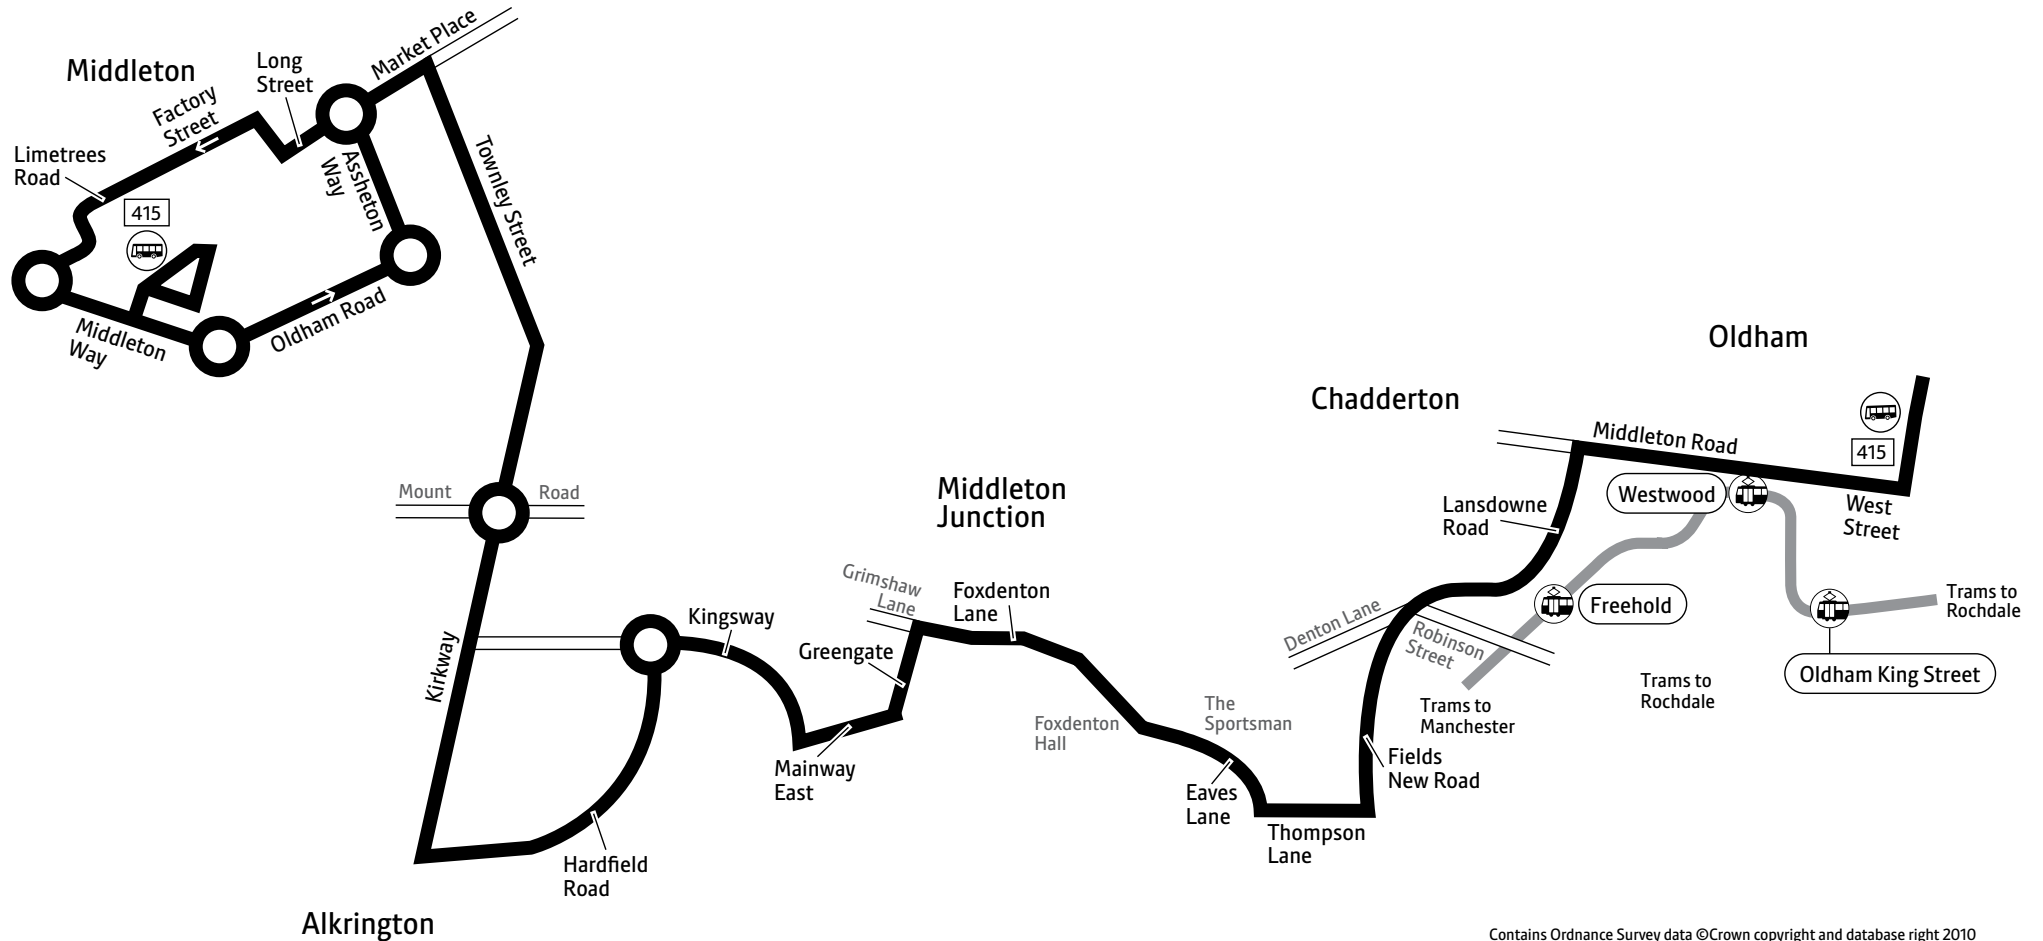 Market Place
Middleton
Long
Street
Factory
Street
Limetrees
Road
415
Assheton
Way
Townley Street
Oldham Road
Middleton
Way
Oldham
Chadderton
Middleton Road
415
Mount
Road
Middleton
Junction
Westwood
Lansdowne
Road
West
Street
Grimshaw
Lane
Foxdenton
Lane
Kingsway
Greengate
Kirkway
Denton Lane
Robinson
Street
Freehold
Trams to
Rochdale
Oldham King Street
Trams to
Rochdale
Trams to
Manchester
The
Sportsman
Foxdenton
Hall
Fields
New Road
Mainway
East
Eaves
Lane
Thompson
Lane
Hardfield
Road
Alkrington
Contains Ordnance Survey data ©Crown copyright and database right 2010